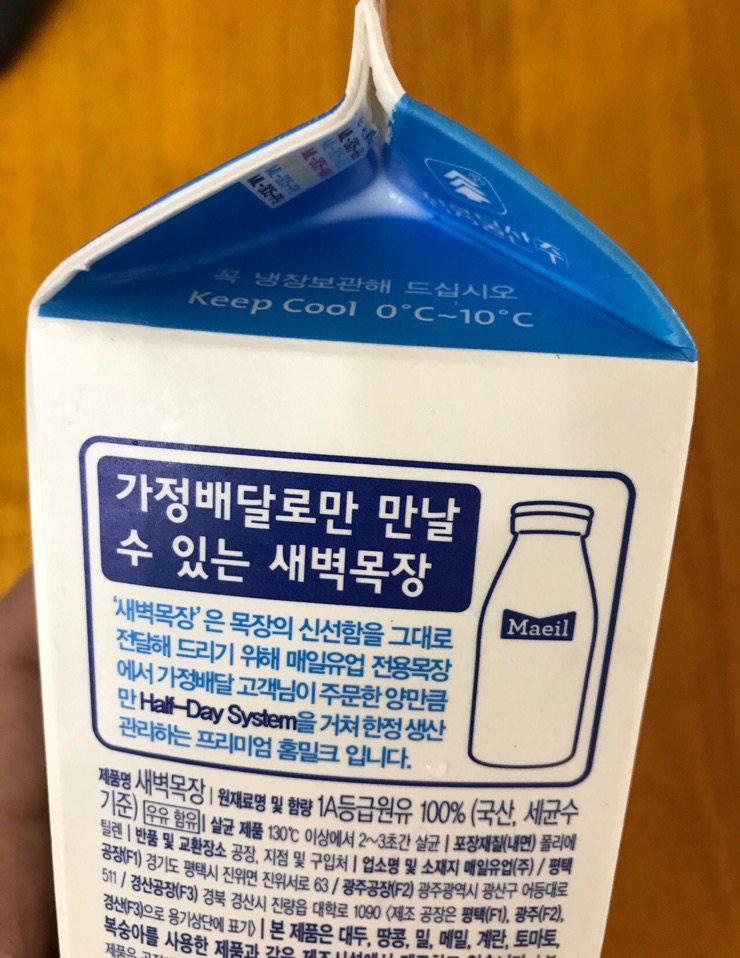 꼭 냉장보관해 드십시오
Keep Cool 0°C~10°C
가정배달로만 만날
수 있는 새벽목장
'새벽목장'은 목장의 신선함을 그대로
전달해 드리기 위해 매일유업 전용목장
에서 가정배달 고객님이 주문한 양만큼
만 Half-Day System을 거쳐 한정 생산
관리하는 프리미엄 홈밀크 입니다.
Maeil
제품명 새벽목장 | 원재료명 및 함량 1A등급원유 100% (국산, 세균수
기준) 우유 함유 | 살균 제품 130℃ 이상에서 2~3초간 살균 | 포장재질(내면) 폴리에
틸렌 | 반품 및 교환장소 공장, 지점 및 구입처 | 업소명 및 소재지 매일유업(주) / 평택
공장(F1) 경기도 평택시 진위면 진위서로 63 / 광주공장(F2) 광주광역시 광산구 어등대로
511 / 경산공장(F3) 경북 경산시 진량읍 대학로 1090 (제조 공장은 평택(F1), 광주(F2),
경산(F3)으로 용기상단에 표기) | 본 제품은 대두, 땅콩, 밀, 메밀, 계란, 토마토,
복숭아를 사용한 제품과 같은 제조시설에서